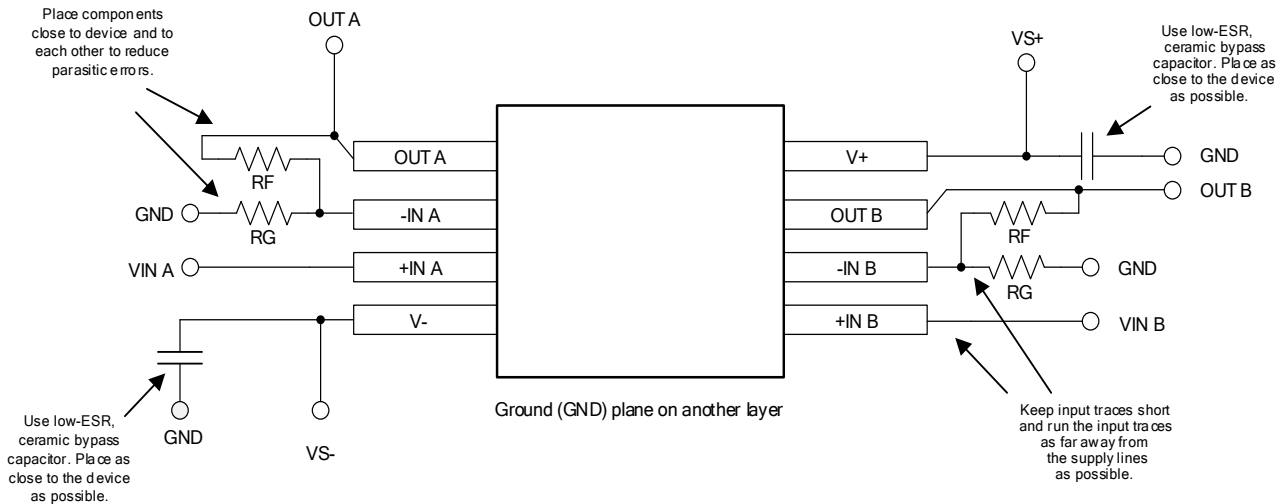 Place components
close to device and to
each other to reduce
parasitic errors.
OUT A
VS+
Use low-ESR,
ceramic bypass
capacitor. Place as
close to the device
as possible.
OUT A
V+
GND
RF
OUT B
GND
-IN A
OUT B
RG
RF
VIN A
+IN A
-IN B
GND
RG
V-
+IN B
VIN B
Ground (GND) plane on another layer
Use low-ESR,
ceramic bypass
capacitor. Place as
close to the device
as possible.
GND
VS-
Keep input traces short
and run the input traces
as far away from
the supply lines
as possible.